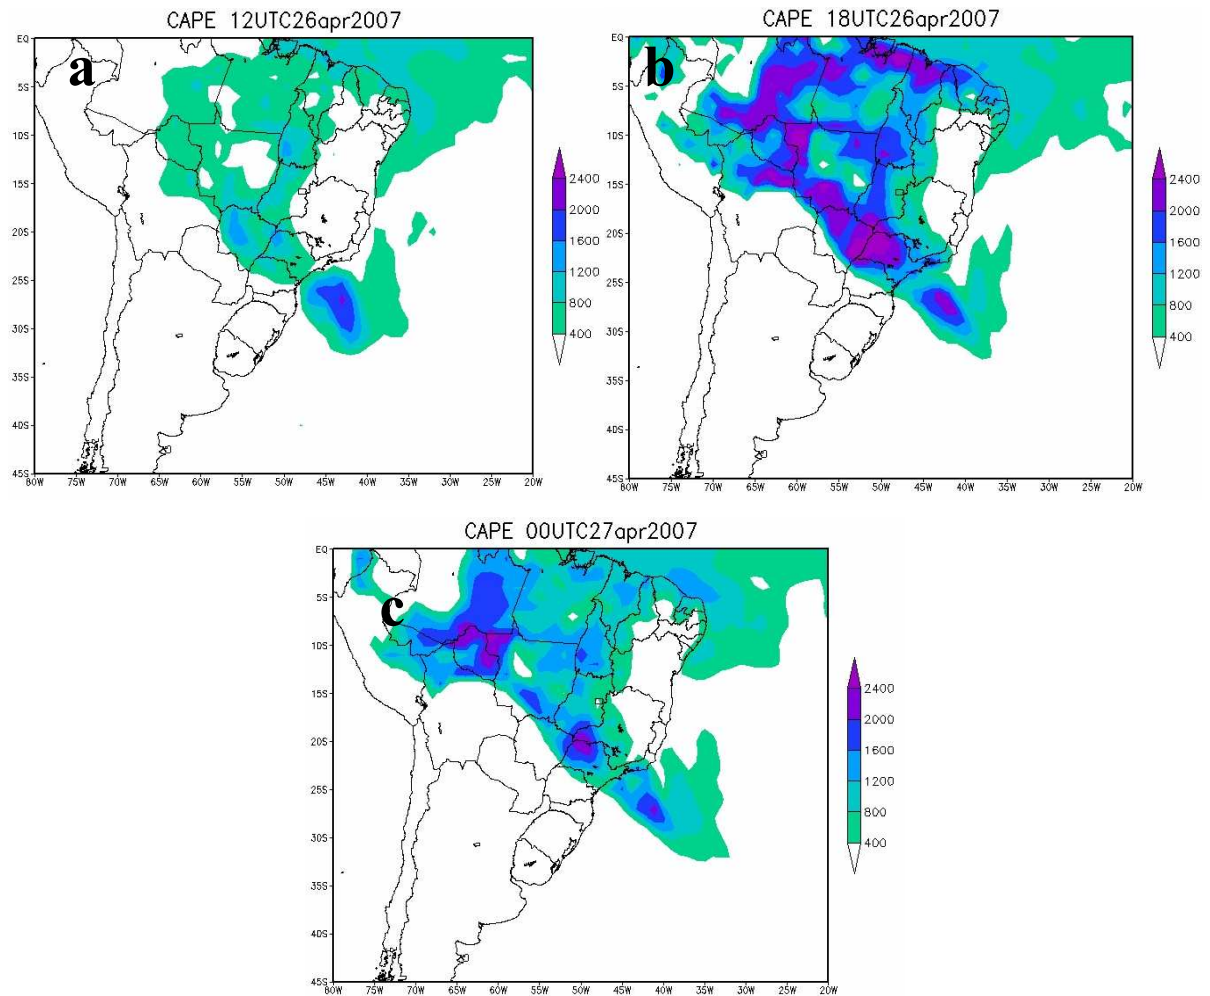 CAPE 12UTC26apr2007
a
EQ
5S
10S
15S
20S
25S
30S
35S
40S
45S
80W 75W 70W 65W 60W 55W 50W 45W 40W 35W 30W 25W 20W
2400
2000
1600
1200
800
400
CAPE 18UTC26apr2007
b
EQ
5S
10S
15S
20S
25S
30S
35S
40S
45S
80W 75W 70W 65W 60W 55W 50W 45W 40W 35W 30W 25W 20W
2400
2000
1600
1200
800
400
CAPE 00UTC27apr2007
c
EQ
5S
10S
15S
20S
25S
30S
35S
40S
45S
80W 75W 70W 65W 60W 55W 50W 45W 40W 35W 30W 25W 20W
2400
2000
1600
1200
800
400